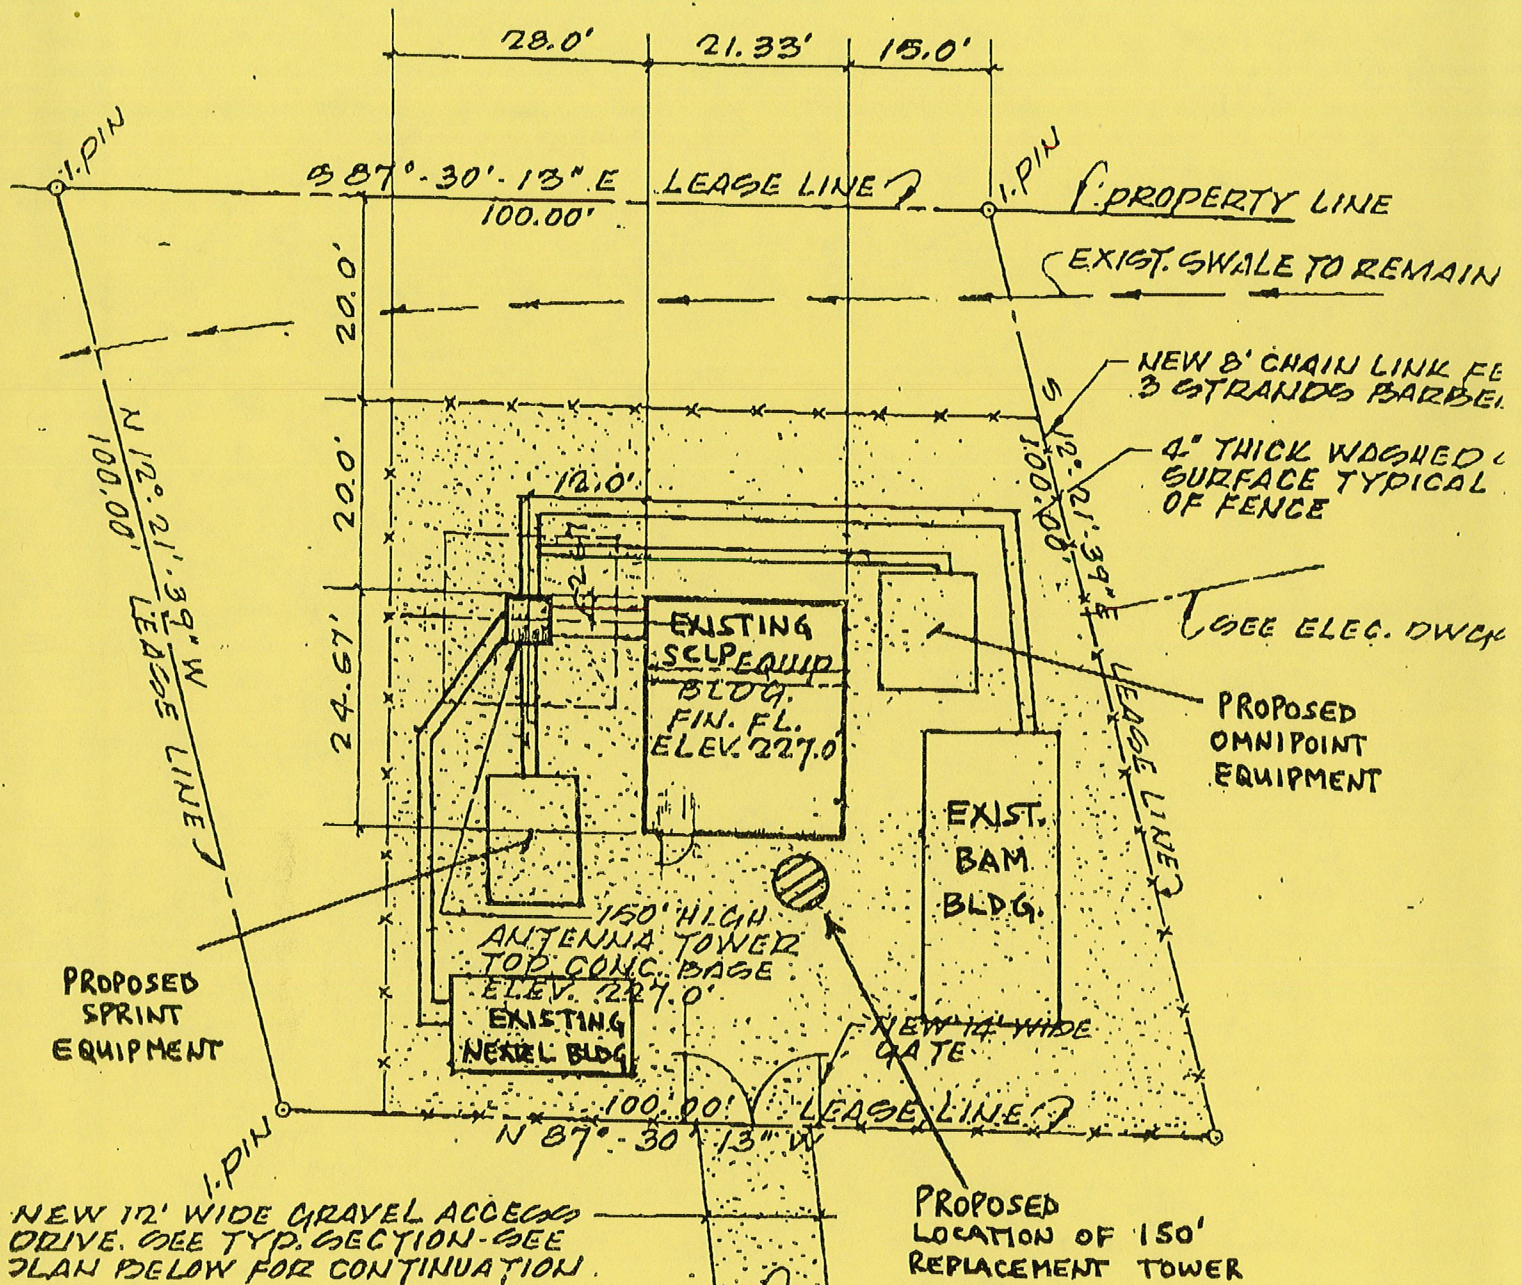 28.0'
21.33'
15.0'
I.PIN
S 87°-30'-13" E
LEASE LINE
100.00'
I.PIN
PROPERTY LINE
EXIST. SWALE TO REMAIN
20.0'
NEW 8' CHAIN LINK FE
3 STRANDS BARBE
4" THICK WASHED
SURFACE TYPICAL
OF FENCE
S 12°-21'-39" E
100.00'
LEASE LINE
N 12°-21'-39" W
100.00'
LEASE LINE
20.0'
12.0'
SEE ELEC. DWG
24.67'
EXISTING
SCLP EQUIP
BLDG.
FIN. FL.
ELEV. 227.0'
PROPOSED
OMNIPOINT
EQUIPMENT
EXIST.
BAM
BLDG.
150' HIGH
ANTENNA TOWER
TOP CONC. BASE
ELEV. 227.0'
PROPOSED
SPRINT
EQUIPMENT
EXISTING
NEXTEL BLDG
NEW 14' WIDE
GATE
100.00'
LEASE LINE
N 87°-30'-13" W
I.PIN
NEW 12' WIDE GRAVEL ACCESS
DRIVE. SEE TYP. SECTION-SEE
PLAN BELOW FOR CONTINUATION
PROPOSED
LOCATION OF 150'
REPLACEMENT TOWER